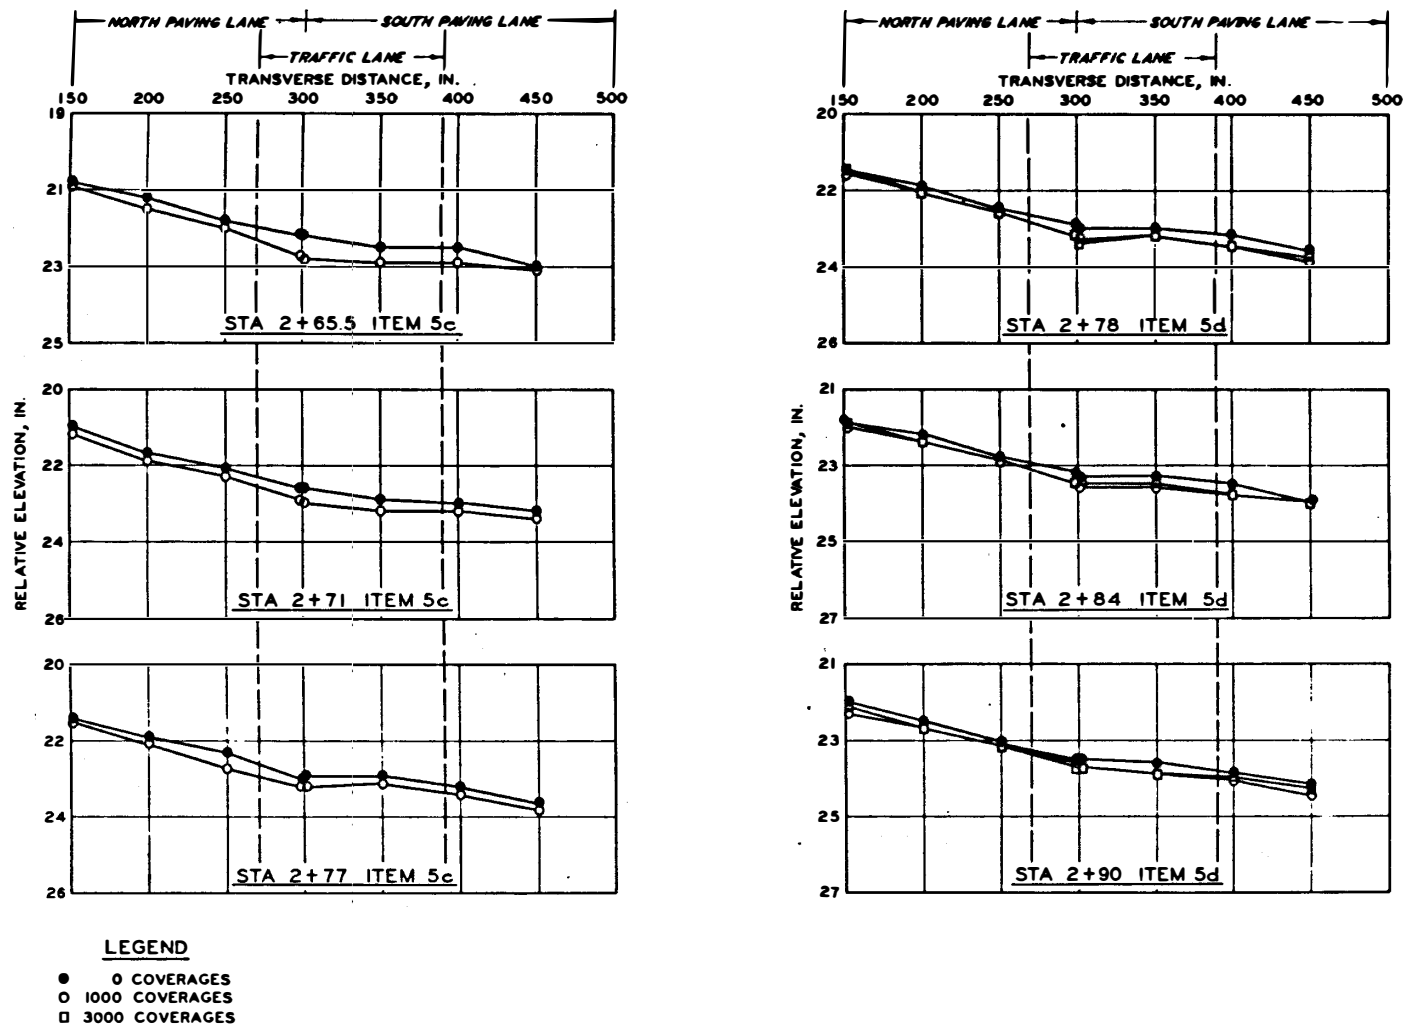 NORTH PAVING LANE SOUTH PAVING LANE
TRAFFIC LANE
TRANSVERSE DISTANCE, IN.
150 200 250 300 350 400 450 500
19
21
23
25
STA 2+65.5 ITEM 5c
20
22
23
26
STA 2+71 ITEM 5c
20
22
24
26
STA 2+77 ITEM 5c
RELATIVE ELEVATION, IN.
NORTH PAVING LANE SOUTH PAVING LANE
TRAFFIC LANE
TRANSVERSE DISTANCE, IN.
150 200 250 300 350 400 450 500
20
22
24
26
STA 2+78 ITEM 5d
21
23
25
27
STA 2+84 ITEM 5d
21
23
25
27
STA 2+90 ITEM 5d
RELATIVE ELEVATION, IN.
LEGEND
0 COVERAGES
1000 COVERAGES
3000 COVERAGES